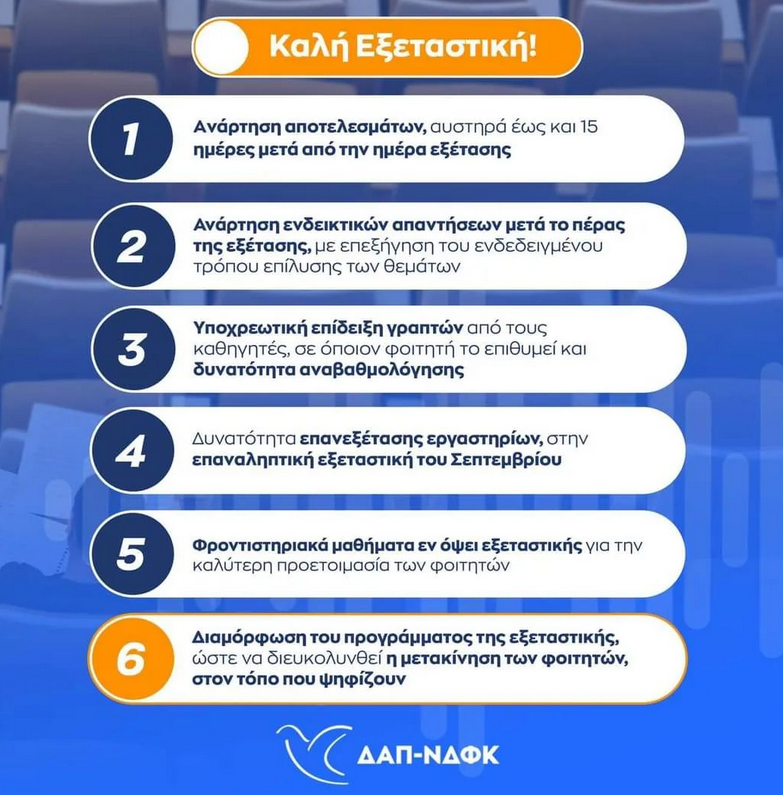 Καλή Εξεταστική!
1
Ανάρτηση αποτελεσμάτων, αυστηρά έως και 15
ημέρες μετά από την ημέρα εξέτασης
2
Ανάρτηση ενδεικτικών απαντήσεων μετά το πέρας
της εξέτασης, με επεξήγηση του ενδεδειγμένου
τρόπου επίλυσης των θεμάτων
3
Υποχρεωτική επίδειξη γραπτών από τους
καθηγητές, σε όποιον φοιτητή το επιθυμεί και
δυνατότητα αναβαθμολόγησης
4
Δυνατότητα επανεξέτασης εργαστηρίων, στην
επαναληπτική εξεταστική του Σεπτεμβρίου
5
Φροντιστηριακά μαθήματα εν όψει εξεταστικής για την
καλύτερη προετοιμασία των φοιτητών
6
Διαμόρφωση του προγράμματος της εξεταστικής,
ώστε να διευκολυνθεί η μετακίνηση των φοιτητών,
στον τόπο που ψηφίζουν
ΔΑΠ-ΝΔΦΚ